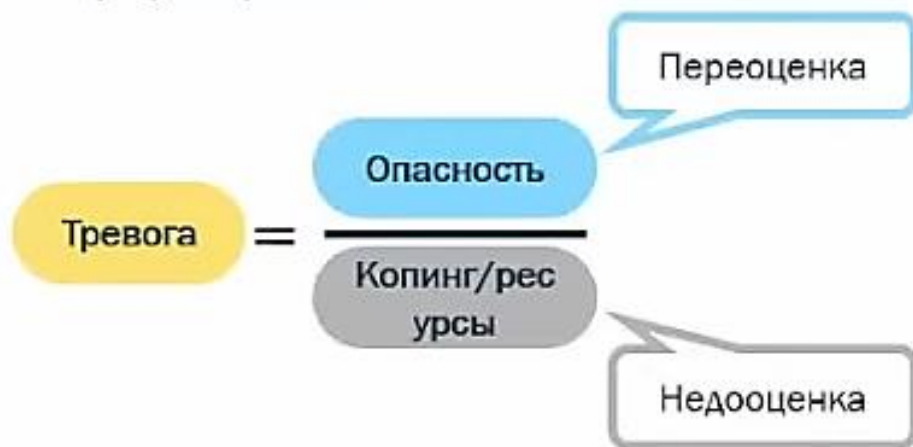 Переоценка
Опасность
Тревога =
Копинг/рес
урсы
Недооценка